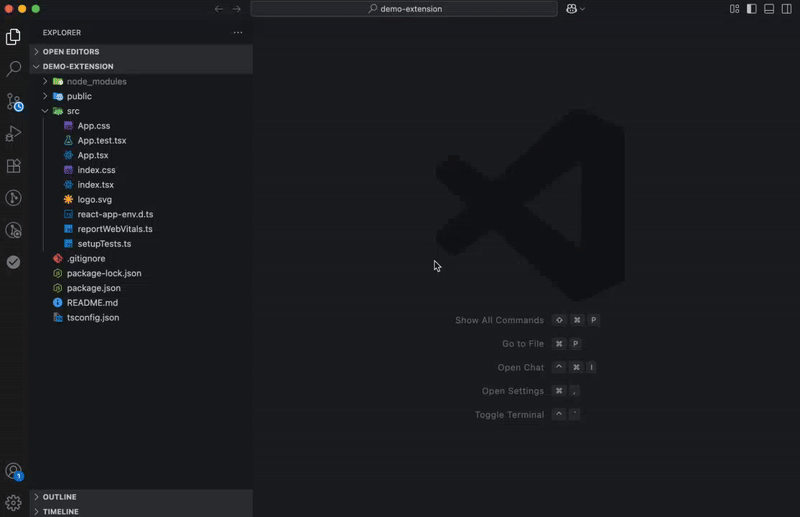 demo-extension
EXPLORER
OPEN EDITORS
DEMO-EXTENSION
node_modules
public
src
App.css
App.test.tsx
App.tsx
index.css
index.tsx
logo.svg
react-app-env.d.ts
reportWebVitals.ts
setupTests.ts
.gitignore
package-lock.json
package.json
README.md
tsconfig.json
OUTLINE
TIMELINE
1
Show All Commands ⇧ ⌘ P
Go to File ⌘ P
Open Chat ^ ⌘ I
Open Settings ⌘ ,
Toggle Terminal ^ `